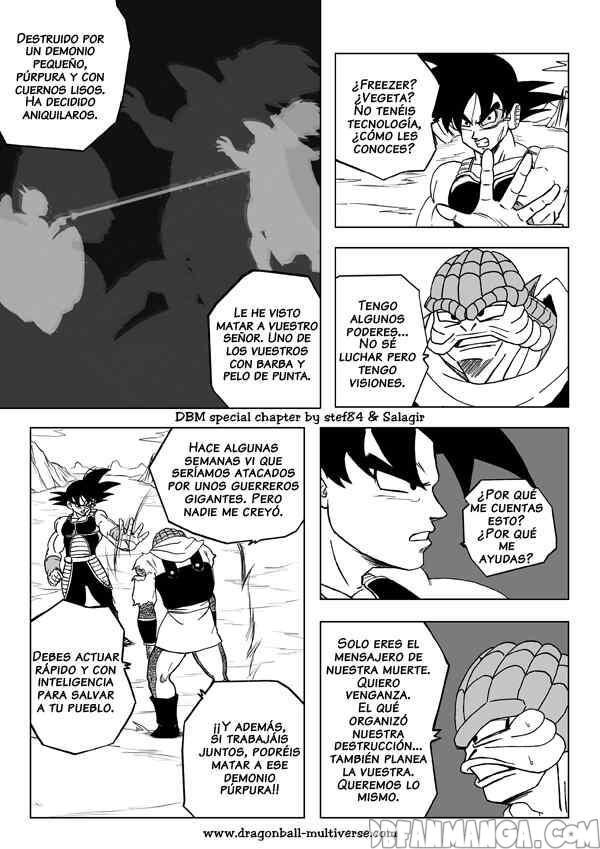 DESTRUIDO POR
UN DEMONIO
PEQUEÑO,
PÚRPURA Y CON
CUERNOS LISOS.
HA DECIDIDO
ANIQUILAROS.
LE HE VISTO
MATAR A VUESTRO
SEÑOR. UNO DE
LOS VUESTROS
CON BARBA Y
PELO DE PUNTA.
¿FREEZER?
¿VEGETA?
NO TENÉIS
TECNOLOGÍA,
¿CÓMO LES
CONOCES?
TENGO
ALGUNOS
PODERES...
NO SÉ
LUCHAR PERO
TENGO
VISIONES.
DBM special chapter by stef84 & Salagir
HACE ALGUNAS
SEMANAS VI QUE
SERÍAMOS ATACADOS
POR UNOS GUERREROS
GIGANTES. PERO
NADIE ME CREYÓ.
DEBES ACTUAR
RÁPIDO Y CON
INTELIGENCIA
PARA SALVAR
A TU PUEBLO.
¡¡Y ADEMÁS,
SI TRABAJÁIS
JUNTOS, PODRÉIS
MATAR A ESE
DEMONIO
PÚRPURA!!
¿POR QUÉ
ME CUENTAS
ESTO?
¿POR QUÉ
ME
AYUDAS?
SOLO ERES EL
MENSAJERO DE
NUESTRA MUERTE.
QUIERO
VENGANZA.
EL QUÉ
ORGANIZÓ
NUESTRA
DESTRUCCIÓN...
TAMBIÉN PLANEA
LA VUESTRA.
QUEREMOS LO
MISMO.
www.dragonball-multiverse.com
DBFANMANGA.COM